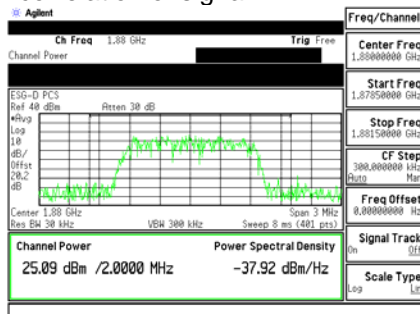 Agilent
Freq/Channel
Ch Freq 1.88 GHz Trig Free
Channel Power
Center Freq
1.88000000 GHz
Start Freq
1.87850000 GHz
Stop Freq
1.88150000 GHz
CF Step
300.000000 kHz
Auto Man
Freq Offset
0.00000000 Hz
Signal Track
On Off
Scale Type
Log Lin
ESG-D PCS
Ref 40 dBm Atten 30 dB
#Avg
Log
10
dB/
Offst
20.2
dB
Center 1.88 GHz Span 3 MHz
Res BW 30 kHz VBW 300 kHz Sweep 8 ms (401 pts)
Channel Power Power Spectral Density
25.09 dBm /2.0000 MHz -37.92 dBm/Hz